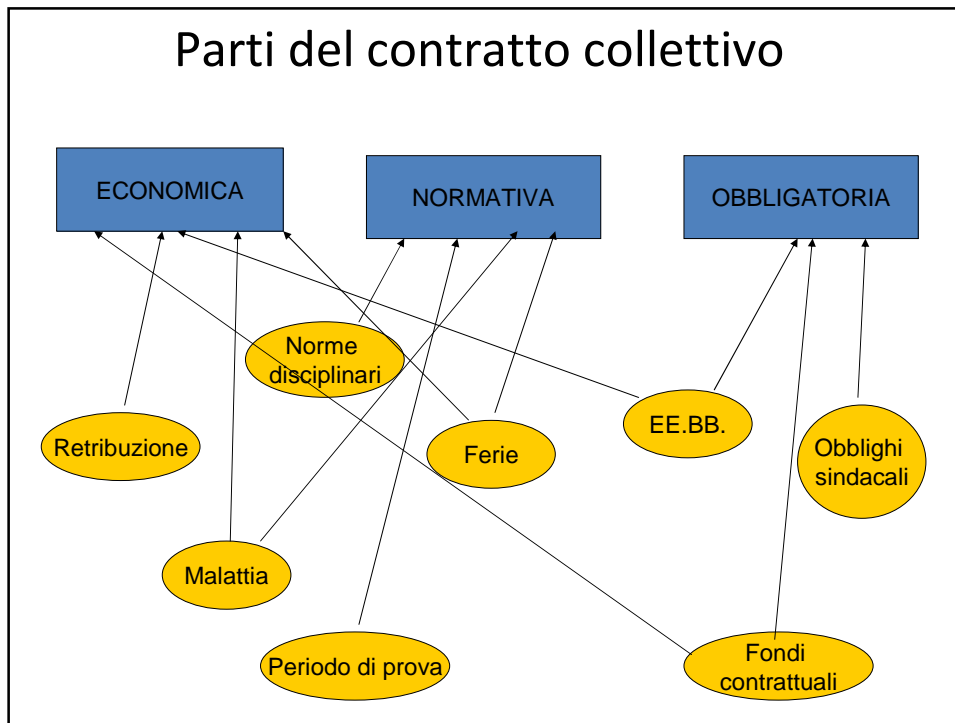 Parti del contratto collettivo
ECONOMICA
NORMATIVA
OBBLIGATORIA
Norme
disciplinari
EE.BB.
Retribuzione
Ferie
Obblighi
sindacali
Malattia
Periodo di prova
Fondi
contrattuali